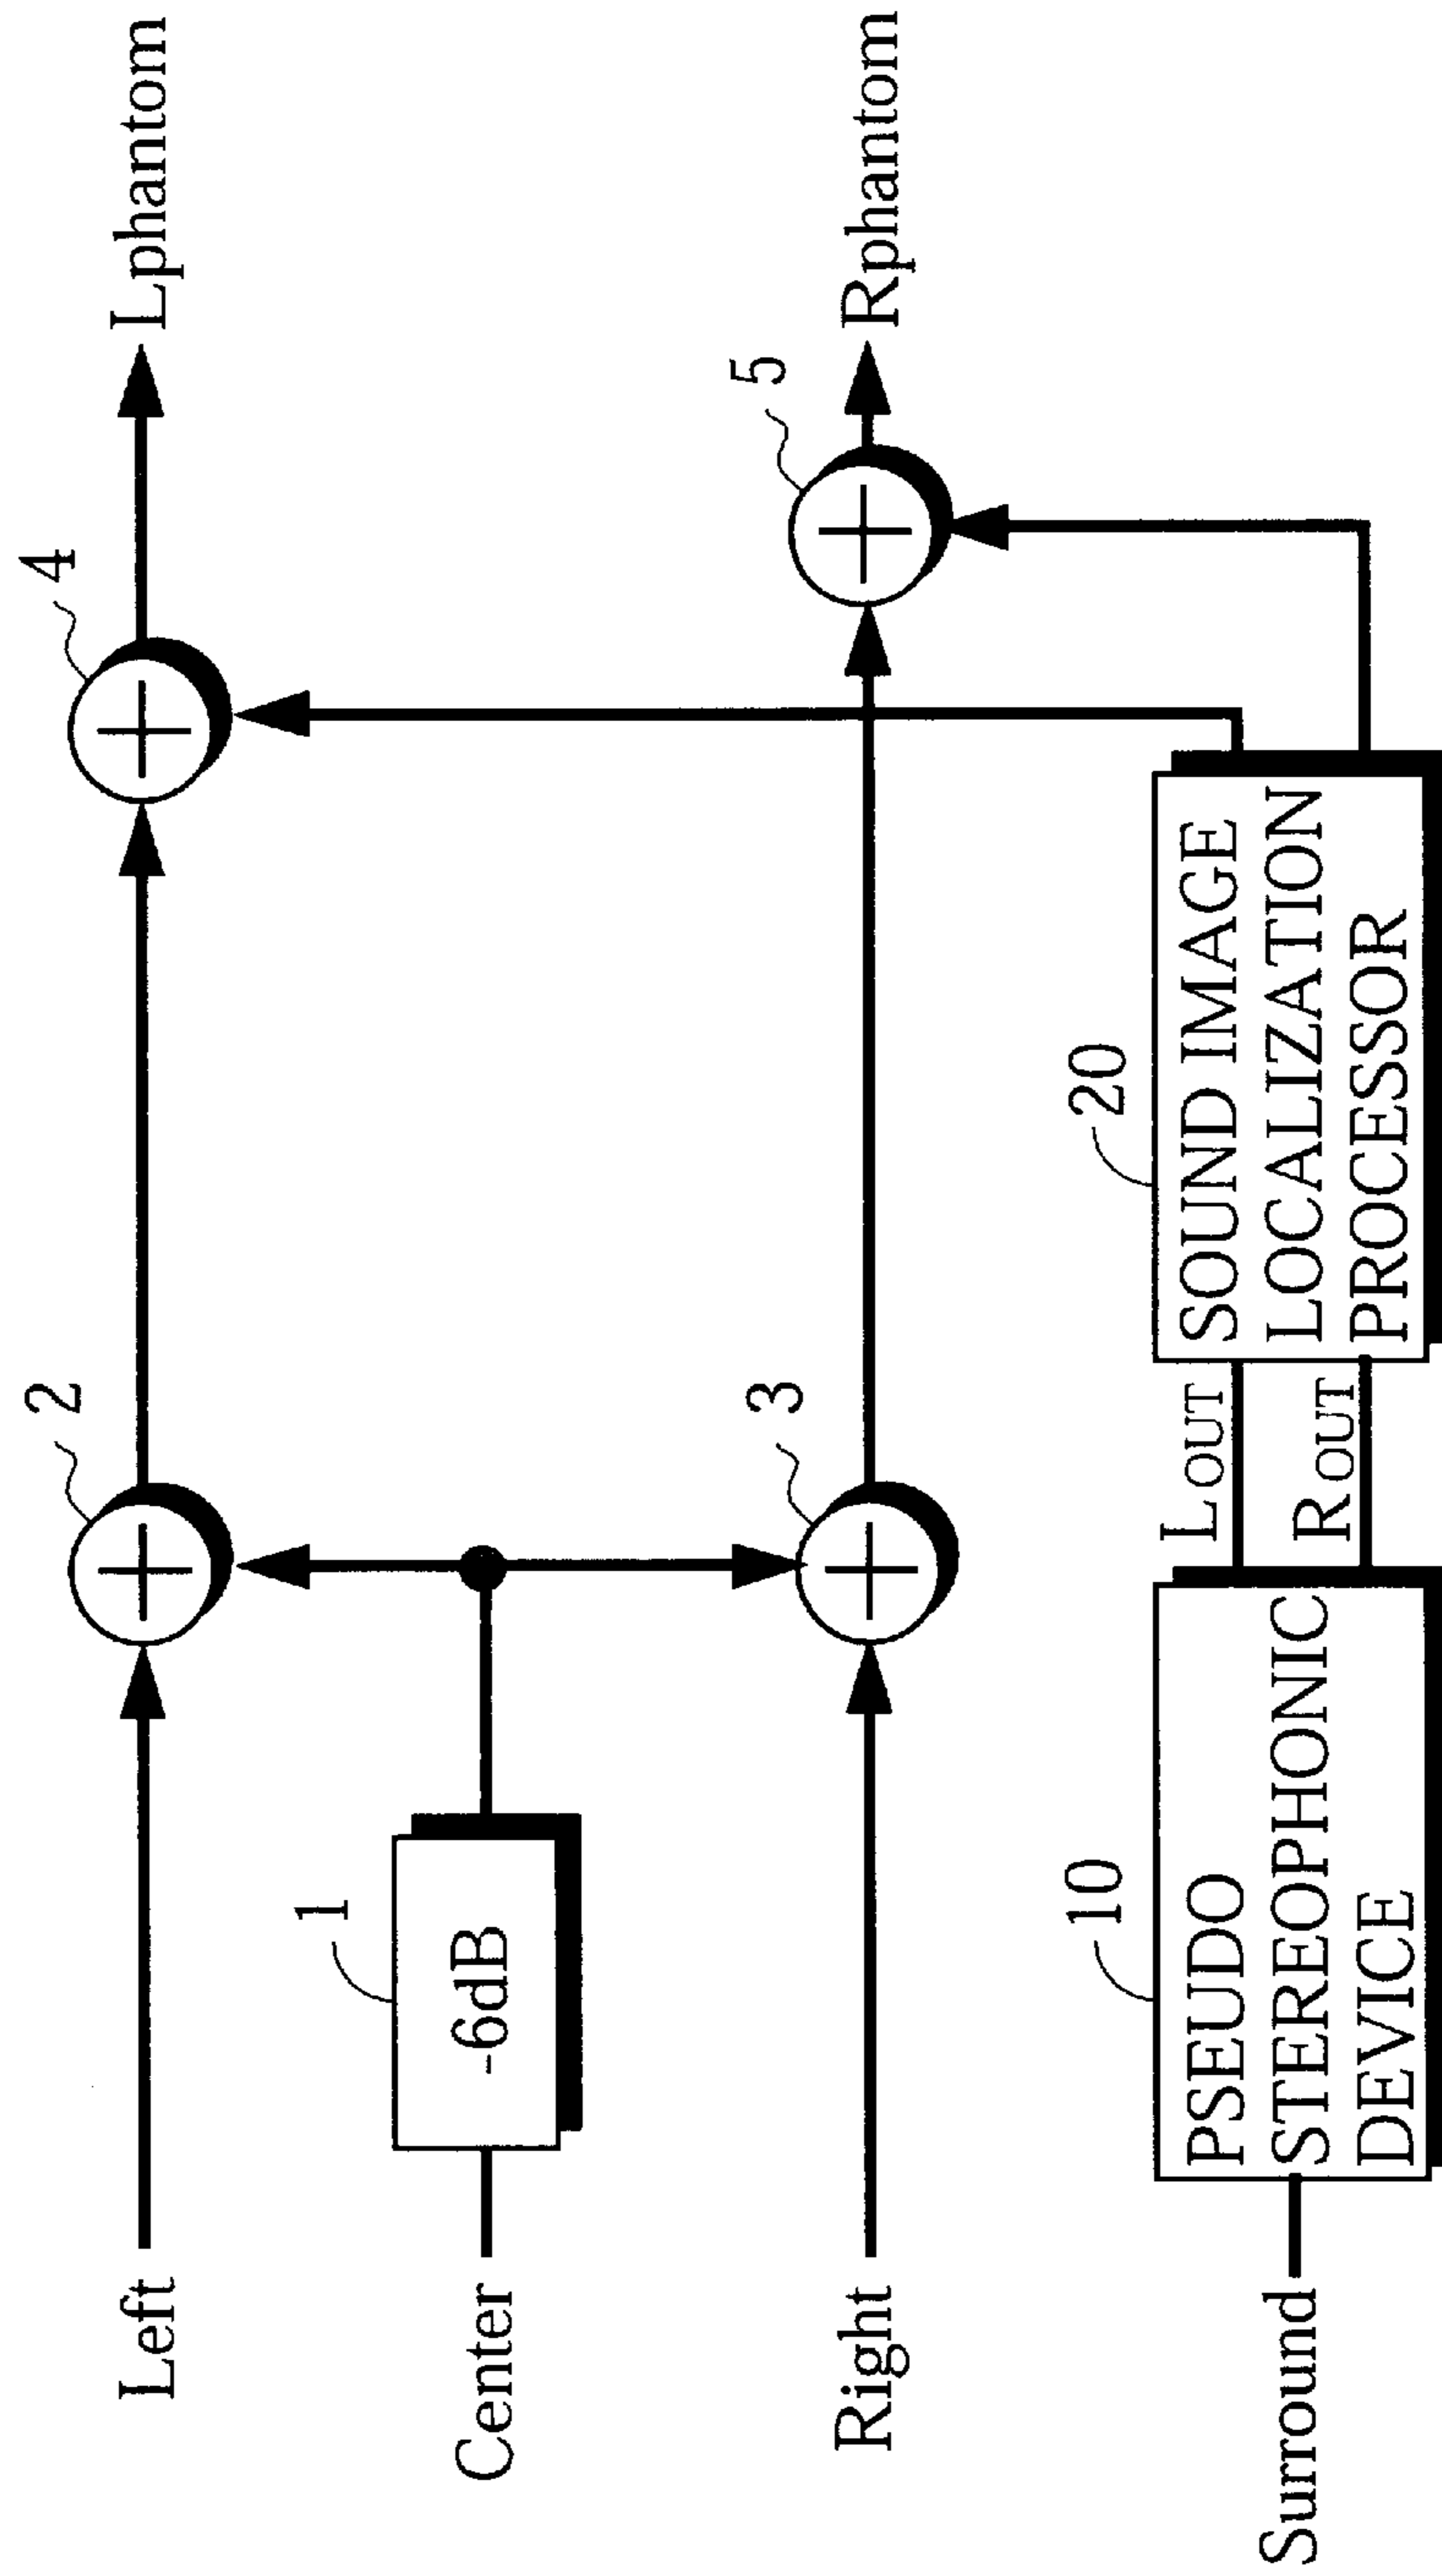 Left
2
4
Lphantom
Center
1
-6dB
Right
3
5
Rphantom
Surround
10
PSEUDO
STEREOPHONIC
DEVICE
LOUT
ROUT
20
SOUND IMAGE
LOCALIZATION
PROCESSOR